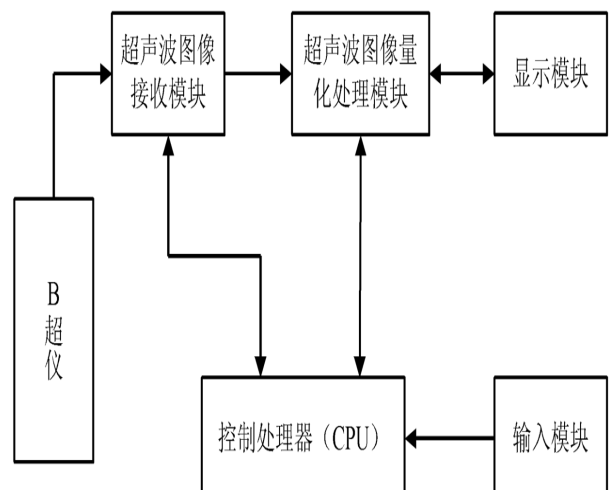 超声波图像
接收模块
超声波图像量
化处理模块
显示模块
B
超
仪
控制处理器（CPU）
输入模块